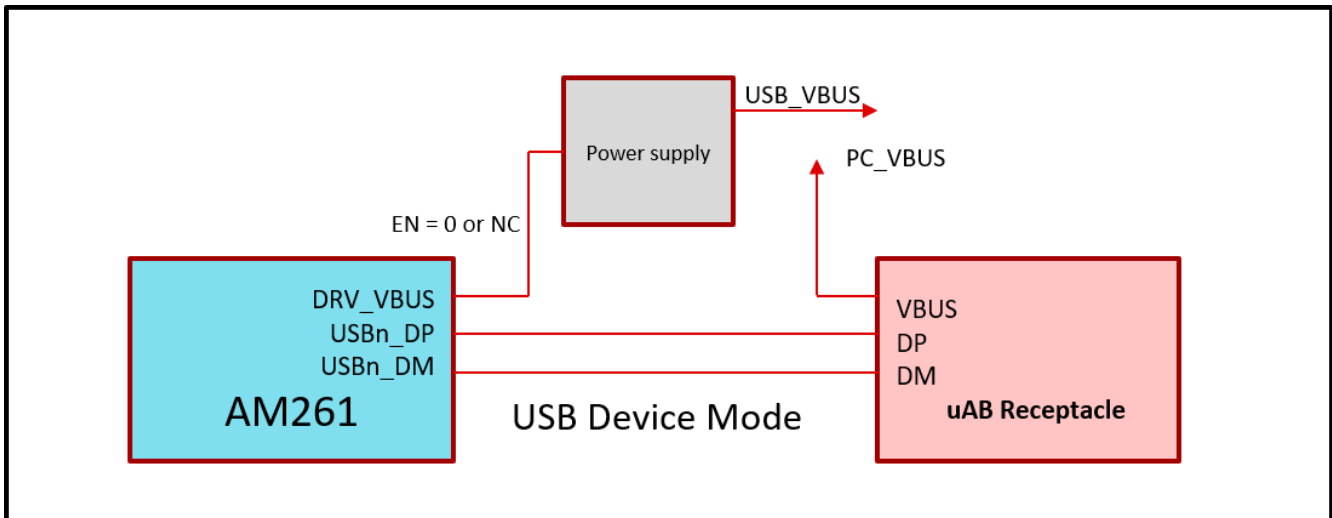 USB_VBUS
Power supply
PC_VBUS
EN = 0 or NC
DRV_VBUS
USBn_DP
USBn_DM
AM261
USB Device Mode
VBUS
DP
DM
uAB Receptacle